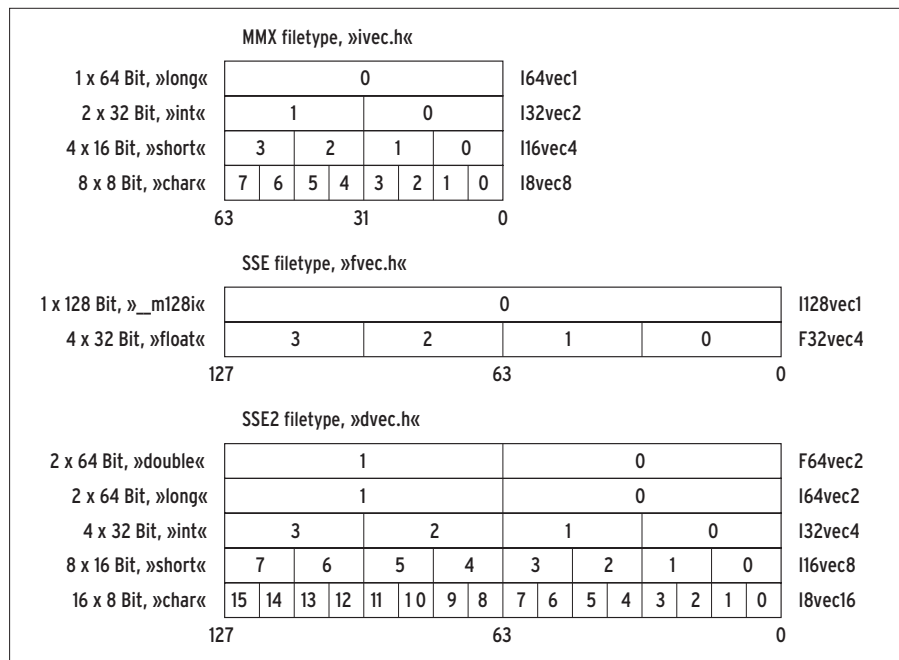 MMX filetype, »ivec.h«
1 x 64 Bit, »long« 0 I64vec1
2 x 32 Bit, »int« 1 0 I32vec2
4 x 16 Bit, »short« 3 2 1 0 I16vec4
8 x 8 Bit, »char« 7 6 5 4 3 2 1 0 I8vec8
63 31 0
SSE filetype, »fvec.h«
1 x 128 Bit, »__m128i« 0 I128vec1
4 x 32 Bit, »float« 3 2 1 0 F32vec4
127 63 0
SSE2 filetype, »dvec.h«
2 x 64 Bit, »double« 1 0 F64vec2
2 x 64 Bit, »long« 1 0 I64vec2
4 x 32 Bit, »int« 3 2 1 0 I32vec4
8 x 16 Bit, »short« 7 6 5 4 3 2 1 0 I16vec8
16 x 8 Bit, »char« 15 14 13 12 11 10 9 8 7 6 5 4 3 2 1 0 I8vec16
127 63 0